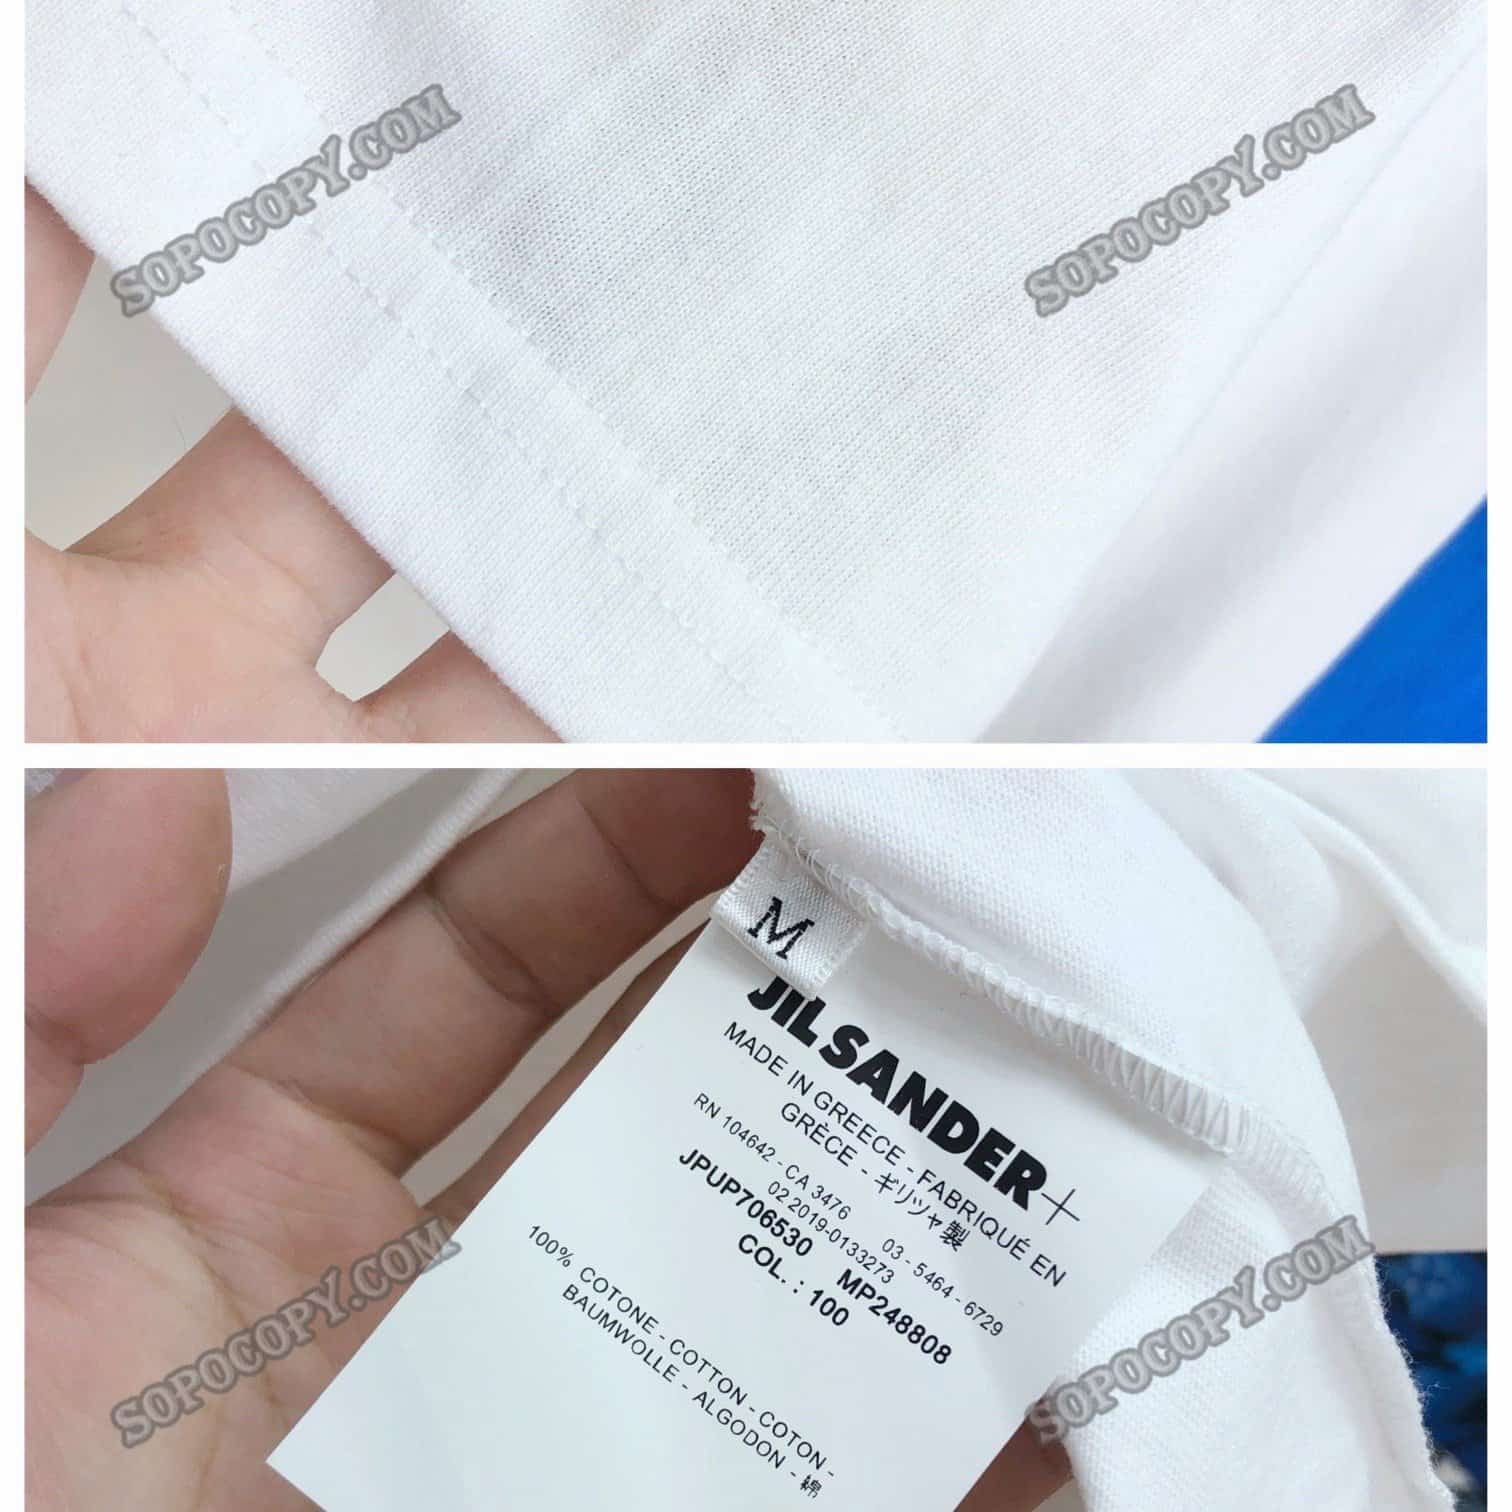 SOPOCOPY.COM
SOPOCOPY.COM
M
JIL SANDER+
MADE IN GREECE - FABRIQUÉ EN
GRÈCE - ギリシャ製
RN 104642 - CA 3476 03 - 5464 - 6729
02 2019-0133273
JPUP706530 MP248808
COL. : 100
100% COTONE - COTTON - COTON -
BAUMWOLLE - ALGODON - 綿
SOPOCOPY.COM
SOPOCOPY.COM